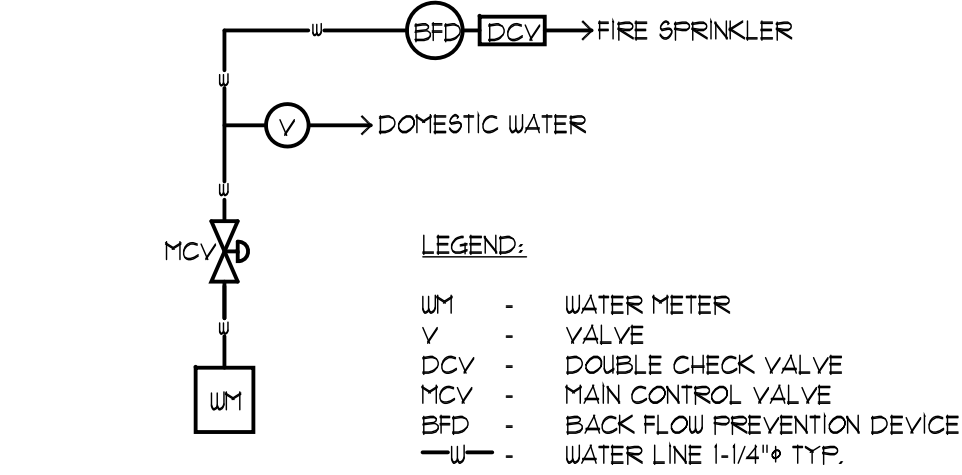 W BFD DCV FIRE SPRINKLER
W
V DOMESTIC WATER
W
MCV
LEGEND:
WM - WATER METER
W
V - VALVE
DCV - DOUBLE CHECK VALVE
WM
MCV - MAIN CONTROL VALVE
BFD - BACK FLOW PREVENTION DEVICE
W - WATER LINE 1-1/4"φ TYP.